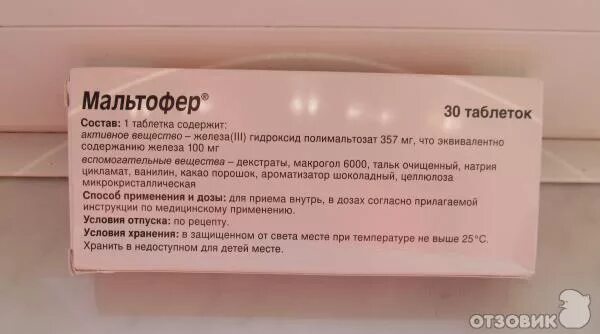 Мальтофер®
30 таблеток
Состав: 1 таблетка содержит:
активное вещество – железа(III) гидроксид полимальтозат 357 мг, что эквивалентно
содержанию железа 100 мг
вспомогательные вещества – декстраты, макрогол 6000, тальк очищенный, натрия
цикламат, ванилин, какао порошок, ароматизатор шоколадный, целлюлоза
микрокристаллическая
Способ применения и дозы: для приема внутрь, в дозах согласно прилагаемой
инструкции по медицинскому применению.
Условия отпуска: по рецепту.
Условия хранения: в защищенном от света месте при температуре не выше 25°С.
Хранить в недоступном для детей месте.
ОТЗОВИК